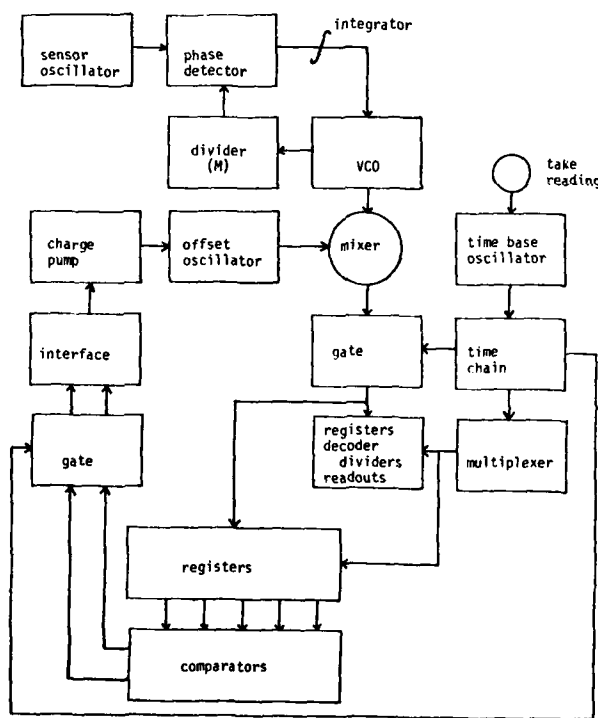 integrator
sensor
oscillator
phase
detector
divider
(M)
VCO
take
reading
charge
pump
offset
oscillator
mixer
time base
oscillator
interface
gate
time
chain
gate
registers
decoder
dividers
readouts
multiplexer
registers
comparators